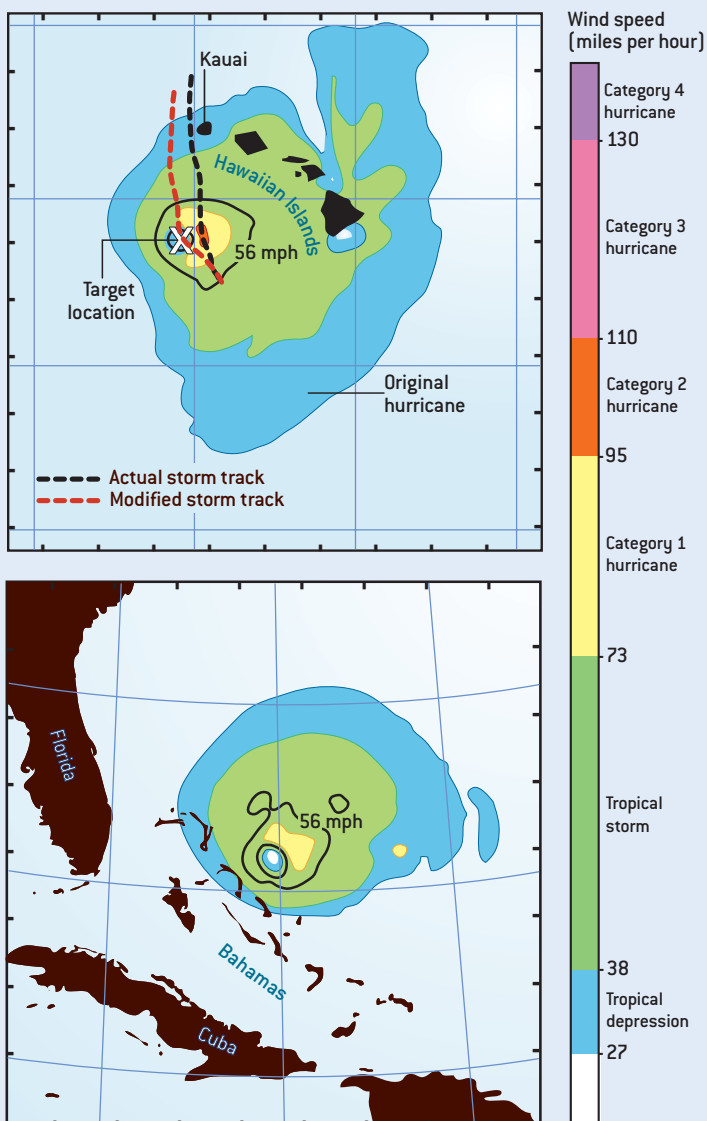 Kauai
Hawaiian Islands
56 mph
X
Target
location
Original
hurricane
Actual storm track
Modified storm track
Florida
56 mph
Bahamas
Cuba
Wind speed
(miles per hour)
Category 4
hurricane
130
Category 3
hurricane
110
Category 2
hurricane
95
Category 1
hurricane
73
Tropical
storm
38
Tropical
depression
27